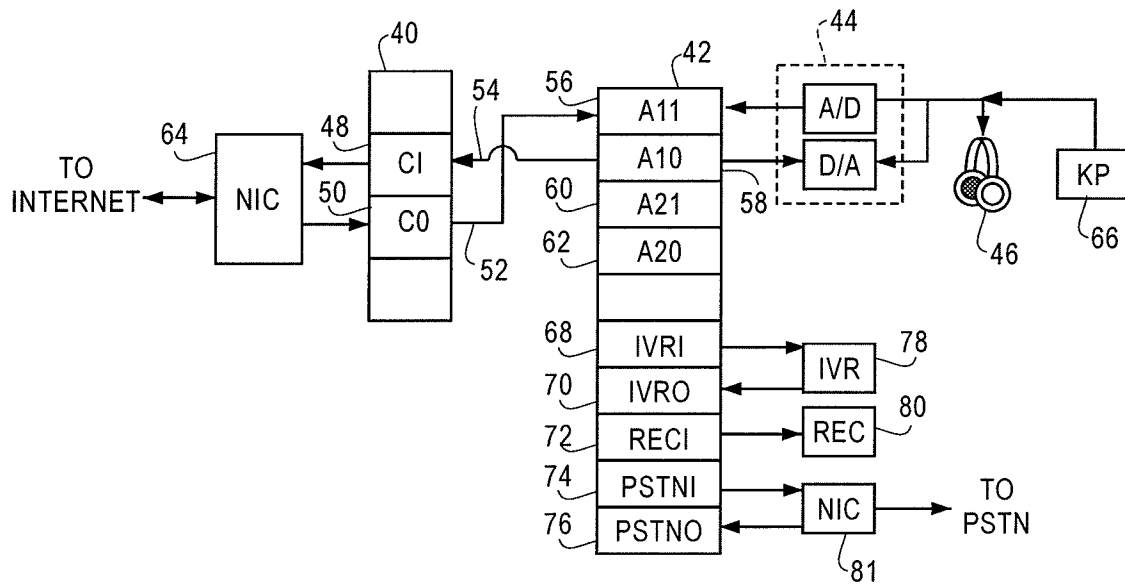 40
42
44
56
54
A11
A/D
48
64
CI
A10
D/A
TO
INTERNET
NIC
50
KP
C0
60
A21
58
66
52
62
A20
46
68
IVRI
78
IVR
70
IVRO
80
72
RECI
REC
74
PSTNI
TO
PSTN
NIC
76
PSTNO
81